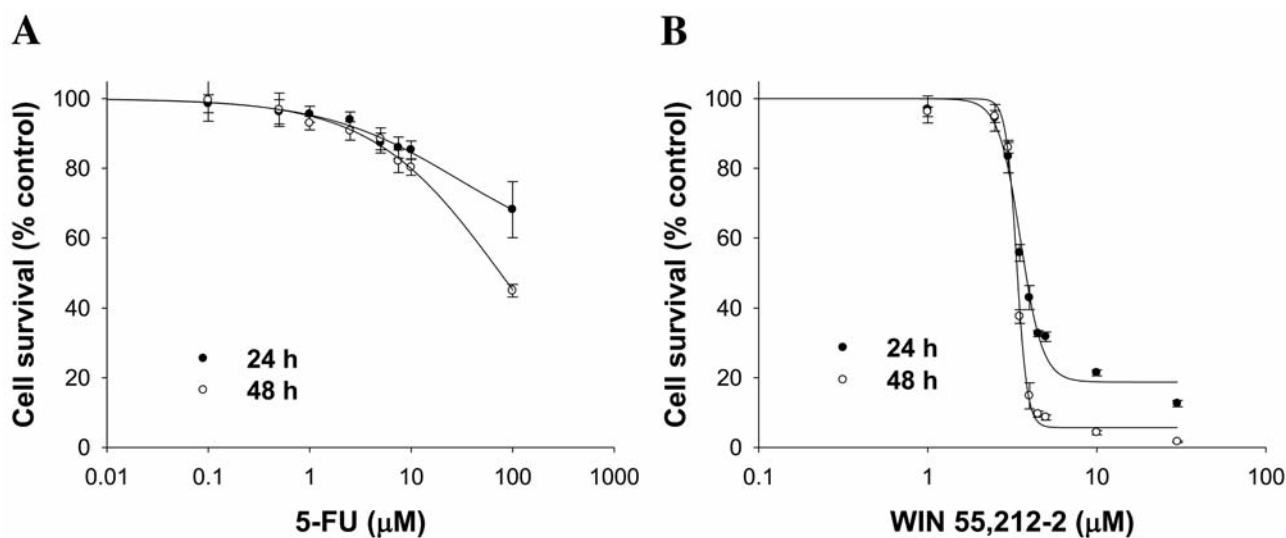 A
Cell survival (% control)
100
80
60
40
20
0
24 h
48 h
0.01 0.1 1 10 100 1000
5-FU (μM)
B
Cell survival (% control)
100
80
60
40
20
0
24 h
48 h
0.1 1 10 100
WIN 55,212-2 (μM)